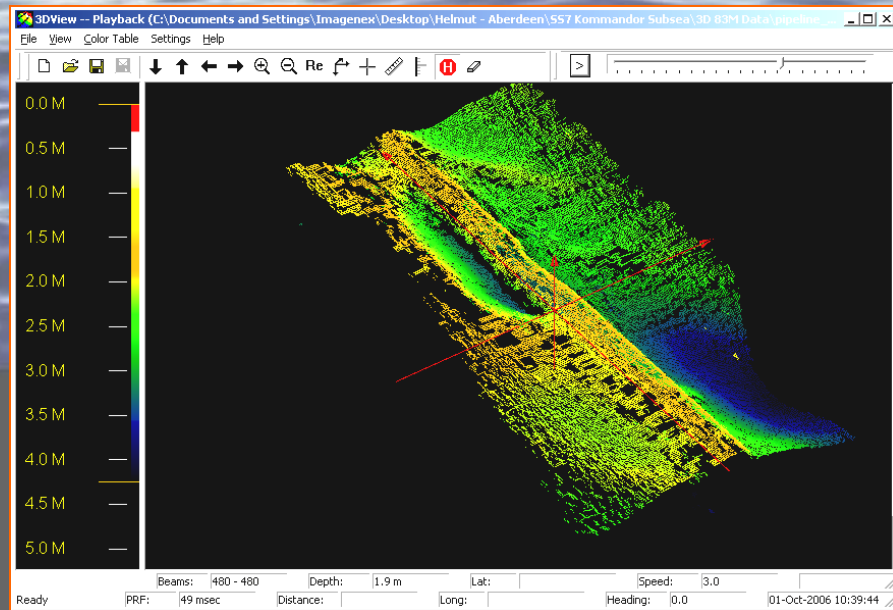 3DView -- Playback (C:\Documents and Settings\Imagenex\Desktop\Helmut - Aberdeen\SS7 Kommandor Subsea\3D 83M Data\pipeline_
File View Color Table Settings Help
Re H >
0.0 M
0.5 M
1.0 M
1.5 M
2.0 M
2.5 M
3.0 M
3.5 M
4.0 M
4.5 M
5.0 M
Beams: 480 - 480 Depth: 1.9 m Lat: Speed: 3.0
Ready PRF: 49 msec Distance: Long: Heading: 0.0 01-Oct-2006 10:39:44